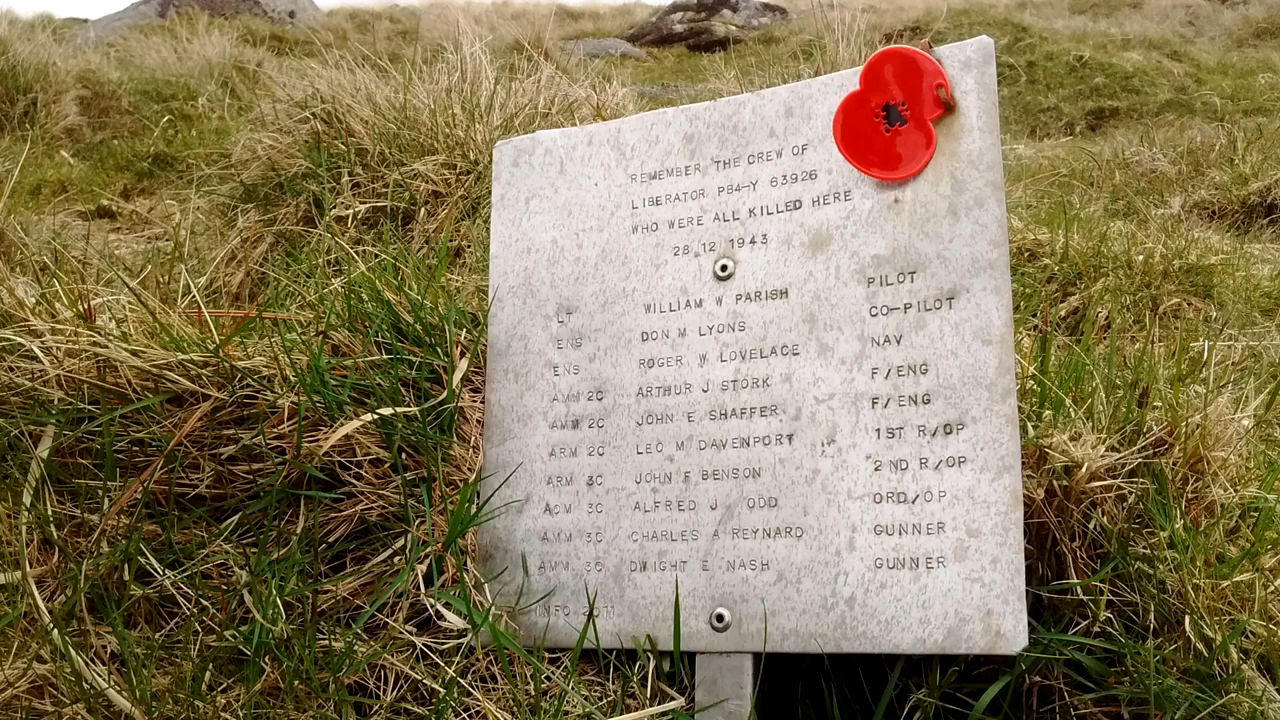 REMEMBER THE CREW OF
LIBERATOR PB4-Y 63926
WHO WERE ALL KILLED HERE
28 12 1943
LT WILLIAM W PARISH PILOT
ENS DON M LYONS CO-PILOT
ENS ROGER W LOVELACE NAV
AMM 2C ARTHUR J STORK F/ENG
AMM 2C JOHN E SHAFFER F/ENG
ARM 2C LEO M DAVENPORT 1ST R/OP
ARM 3C JOHN F BENSON 2ND R/OP
AOM 3C ALFRED J ODD ORD/OP
AMM 3C CHARLES A REYNARD GUNNER
AMM 3C DWIGHT E NASH GUNNER
INFO 2011